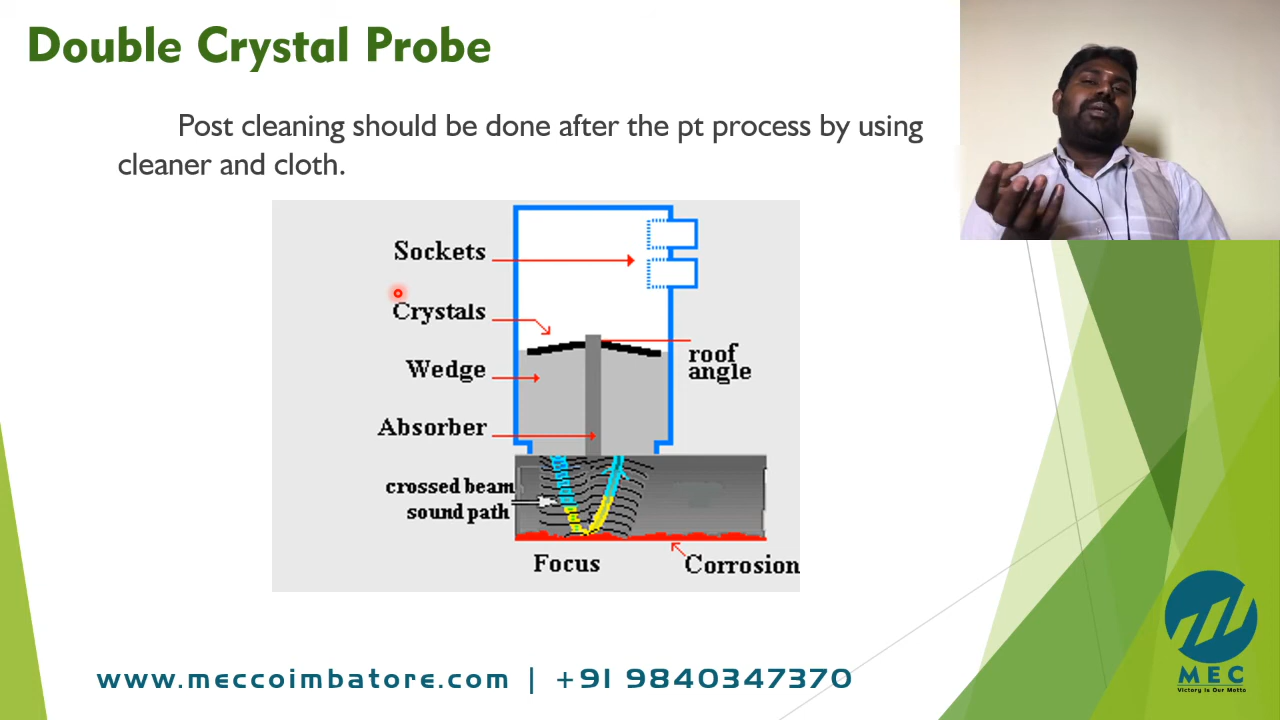 Double Crystal Probe
Post cleaning should be done after the pt process by using
cleaner and cloth.
Sockets
Crystals
roof
angle
Wedge
Absorber
crossed beam
sound path
Focus
Corrosion
www.meccoimbatore.com | +91 9840347370
MEC
Victory is Our Motto